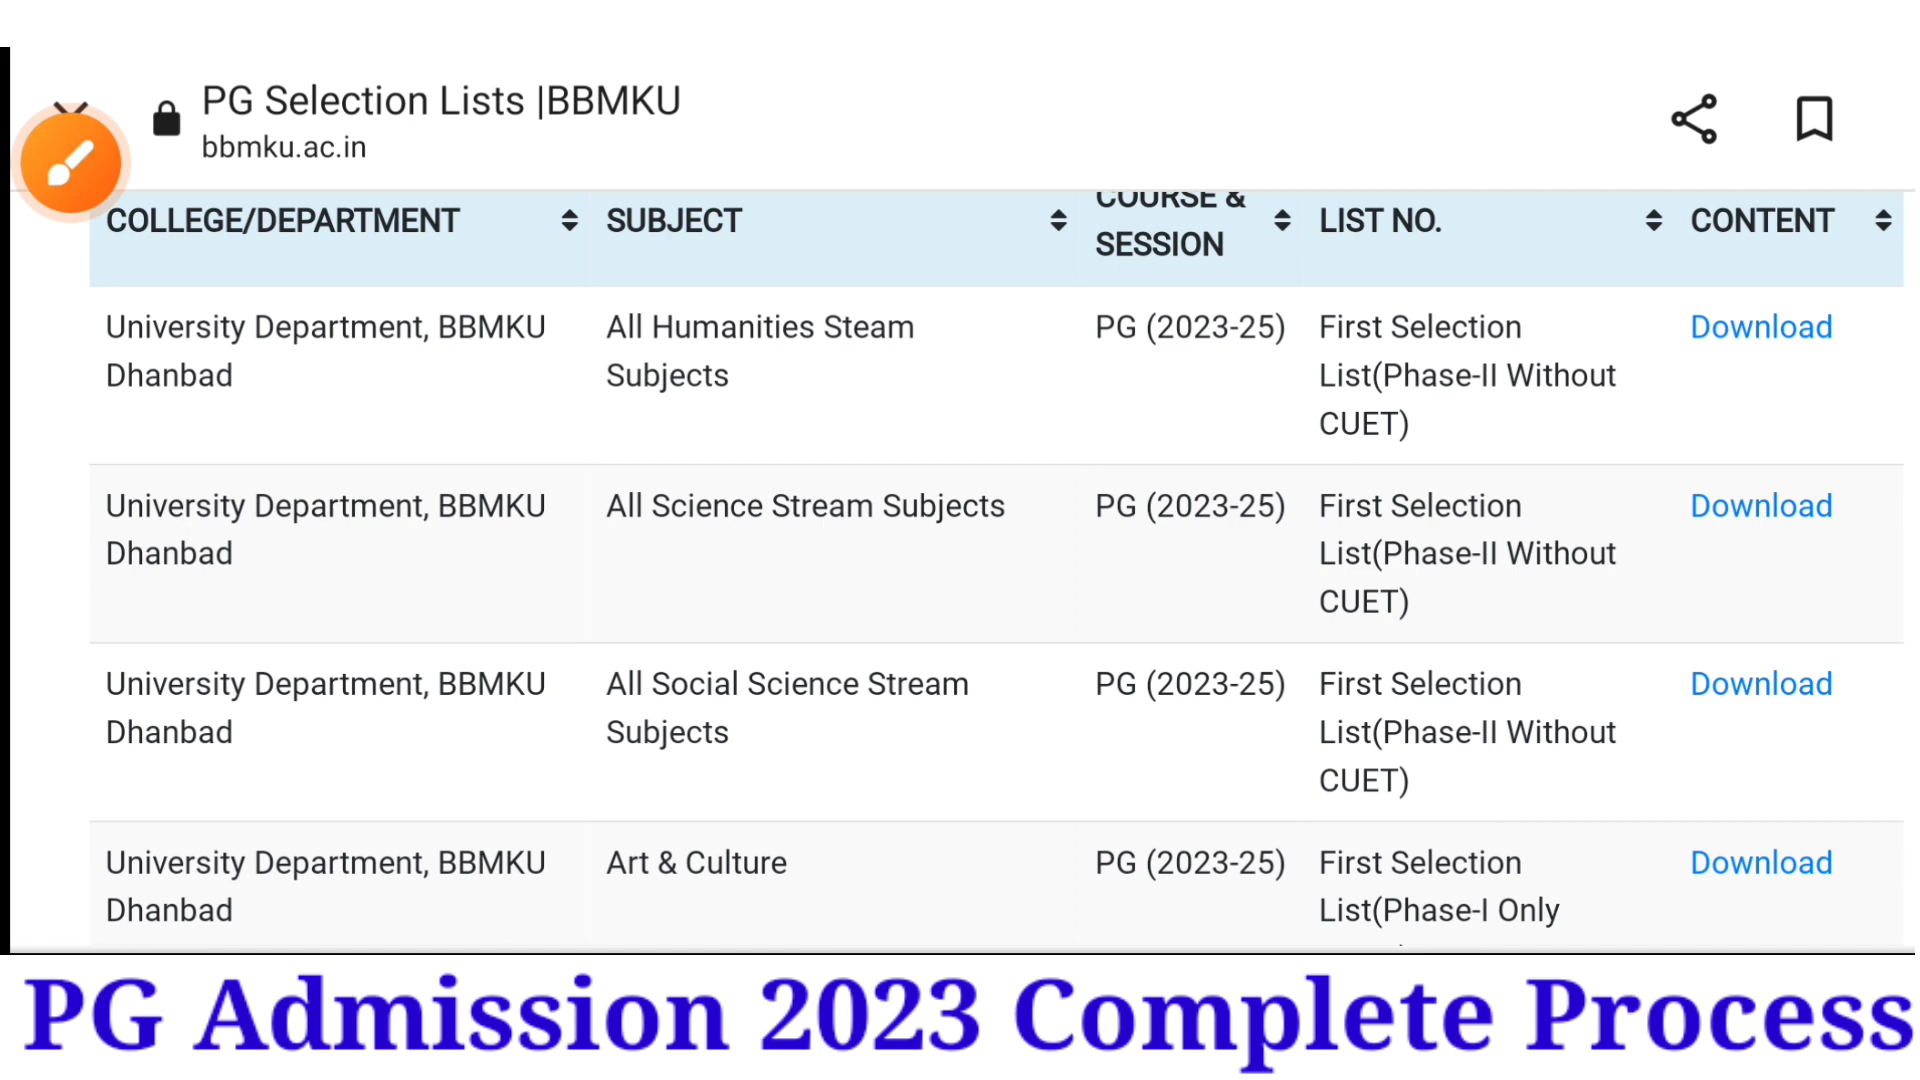 PG Selection Lists |BBMKU
bbmku.ac.in
COLLEGE/DEPARTMENT SUBJECT COURSE & SESSION LIST NO. CONTENT
University Department, BBMKU All Humanities Steam PG (2023-25) First Selection Download
Dhanbad Subjects List(Phase-II Without
CUET)
University Department, BBMKU All Science Stream Subjects PG (2023-25) First Selection Download
Dhanbad List(Phase-II Without
CUET)
University Department, BBMKU All Social Science Stream PG (2023-25) First Selection Download
Dhanbad Subjects List(Phase-II Without
CUET)
University Department, BBMKU Art & Culture PG (2023-25) First Selection Download
Dhanbad List(Phase-I Only
PG Admission 2023 Complete Process